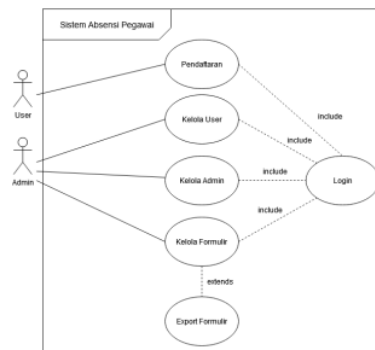 Sistem Absensi Pegawai
Pendaftaran
User
include
Kelola User
include
Admin
Kelola Admin
include
Login
include
Kelola Formulir
extends
Export Formulir